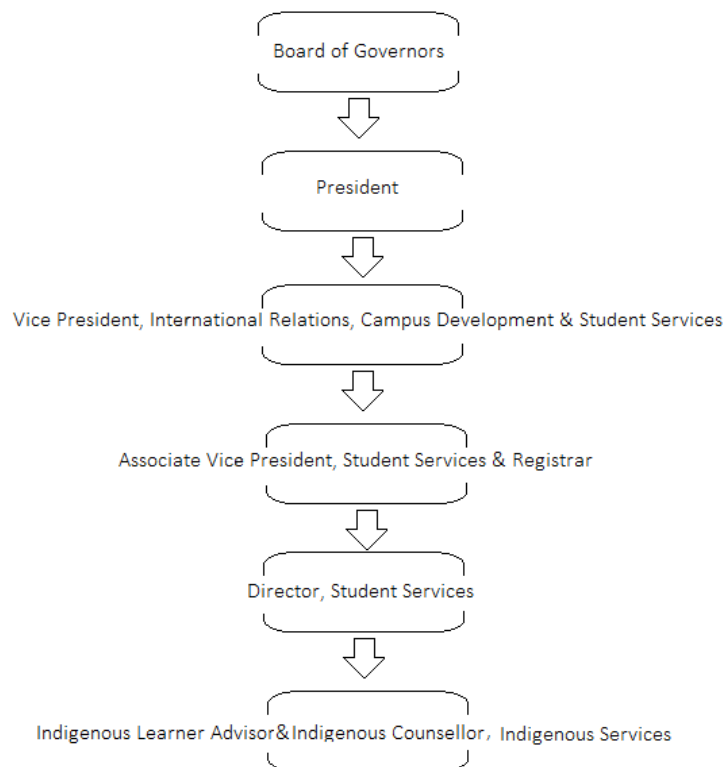 Board of Governors
President
Vice President, International Relations, Campus Development & Student Services
Associate Vice President, Student Services & Registrar
Director, Student Services
Indigenous Learner Advisor&Indigenous Counsellor, Indigenous Services